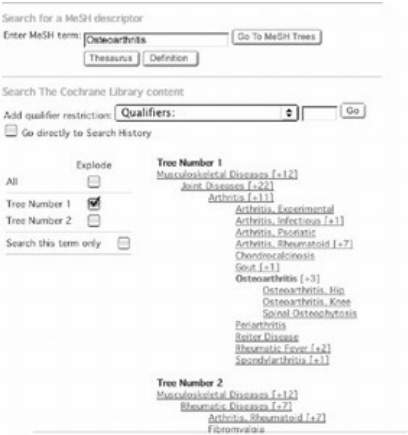 Search for a MeSH descriptor
Enter MeSH term: Osteoarthritis Go To MeSH Trees
Thesaurus Definition
Search The Cochrane Library content
Add qualifier restriction: Qualifiers: Go
Go directly to Search History
Explode
All
Tree Number 1
Tree Number 2
Search this term only
Tree Number 1
Musculoskeletal Diseases [+12]
Joint Diseases [+22]
Arthritis [+11]
Arthritis, Experimental
Arthritis, Infectious [+1]
Arthritis, Psoriatic
Arthritis, Rheumatoid [+7]
Chondrocalcinosis
Gout [+1]
Osteoarthritis [+3]
Osteoarthritis, Hip
Osteoarthritis, Knee
Spinal Osteophytosis
Periarthritis
Reiter Disease
Rheumatic Fever [+2]
Spondylarthritis [+1]
Tree Number 2
Musculoskeletal Diseases [+12]
Rheumatic Diseases [+7]
Arthritis, Rheumatoid [+7]
Fibromyalgia